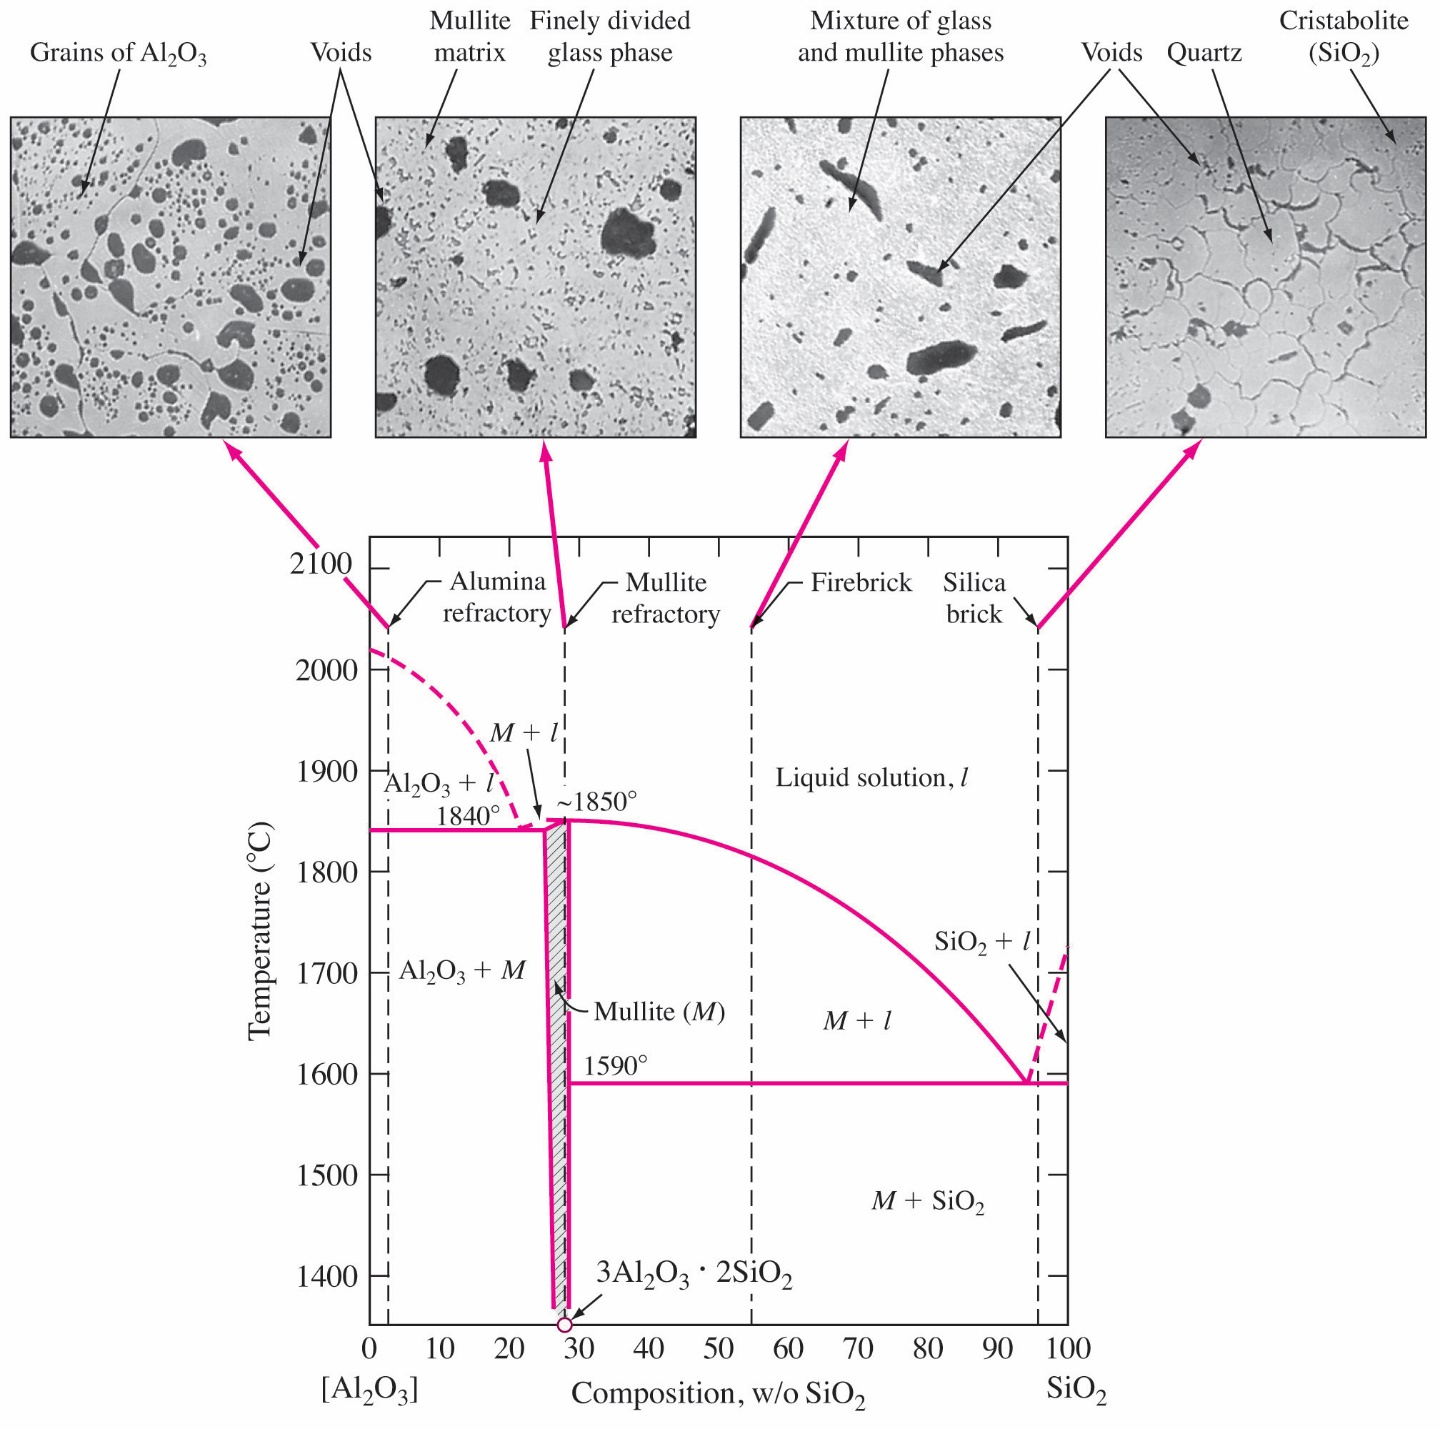 Grains of Al₂O₃
Voids
Mullite
matrix
Finely divided
glass phase
Mixture of glass
and mullite phases
Voids
Quartz
Cristabolite
(SiO₂)
2100
2000
1900
1800
1700
1600
1500
1400
Temperature (°C)
Alumina
refractory
Mullite
refractory
Firebrick
Silica
brick
M + l
Al₂O₃ + l
1840°
~1850°
Liquid solution, l
SiO₂ + l
Al₂O₃ + M
Mullite (M)
M + l
1590°
M + SiO₂
3Al₂O₃ · 2SiO₂
0 10 20 30 40 50 60 70 80 90 100
[Al₂O₃]
Composition, w/o SiO₂
SiO₂